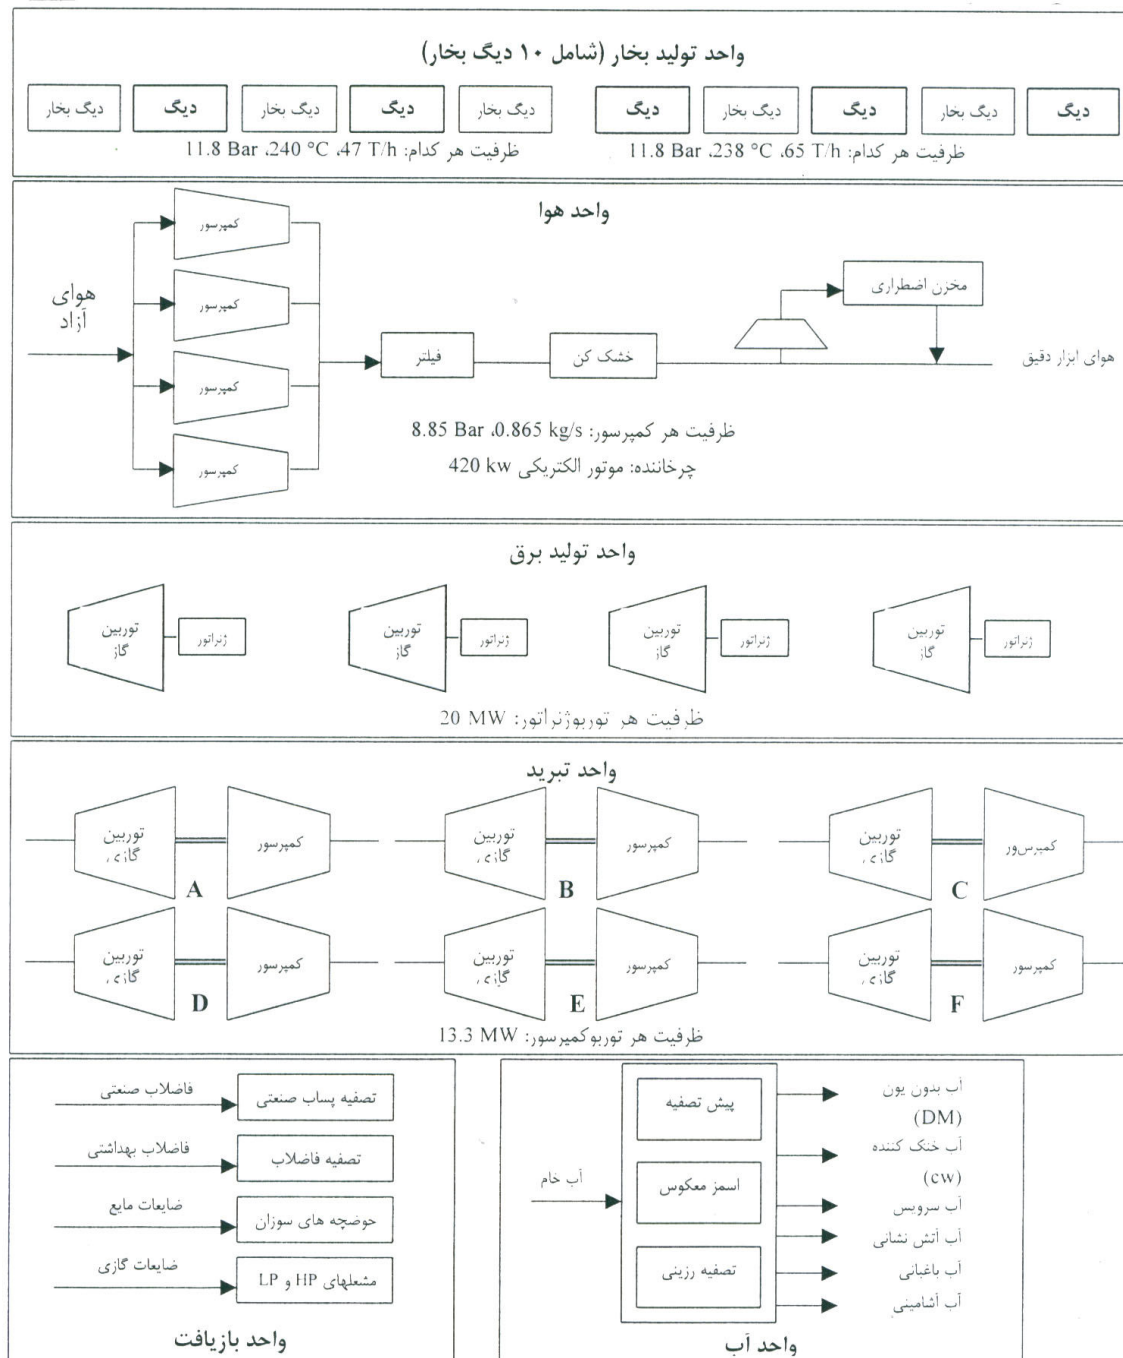 واحد تولید بخار (شامل ۱۰ دیگ بخار)
دیگ
دیگ بخار
دیگ
دیگ بخار
دیگ
دیگ بخار
دیگ
دیگ بخار
دیگ
دیگ بخار
ظرفیت هر کدام: 11.8 Bar ،238 °C ،65 T/h
ظرفیت هر کدام: 11.8 Bar ،240 °C ،47 T/h
واحد هوا
هوای
آزاد
کمپرسور
کمپرسور
کمپرسور
کمپرسور
فیلتر
خشک کن
مخزن اضطراری
هوای ابزار دقیق
ظرفیت هر کمپرسور: 8.85 Bar ،0.865 kg/s
چرخاننده: موتور الکتریکی 420 kw
واحد تولید برق
توربین
گاز
ژنراتور
توربین
گاز
ژنراتور
توربین
گاز
ژنراتور
توربین
گاز
ژنراتور
ظرفیت هر توربوژنراتور: 20 MW
واحد تبرید
توربین
گازی
کمپرسور
A
توربین
گازی
کمپرسور
B
توربین
گازی
کمپرس‌ور
C
توربین
گازی
کمپرسور
D
توربین
گازی
کمپرسور
E
توربین
گازی
کمپرسور
F
ظرفیت هر توربوکمپرسور: 13.3 MW
آب خام
پیش تصفیه
اسمز معکوس
تصفیه رزینی
آب بدون یون
(DM)
آب خنک کننده
(cw)
آب سرویس
آب آتش نشانی
آب باغبانی
آب آشامینی
واحد آب
فاضلاب صنعتی
تصفیه پساب صنعتی
فاضلاب بهداشتی
تصفیه فاضلاب
ضایعات مایع
حوضچه های سوزان
ضایعات گازی
مشعلهای HP و LP
واحد بازیافت